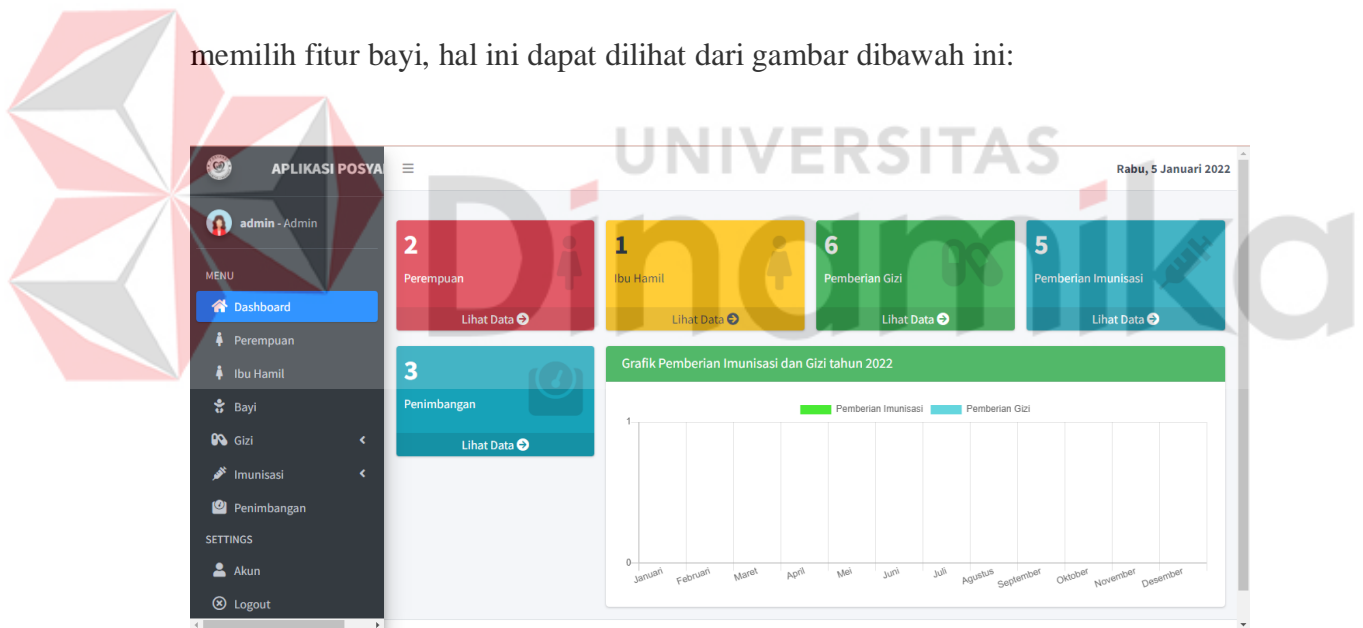 memilih fitur bayi, hal ini dapat dilihat dari gambar dibawah ini:
UNIVERSITAS
Dinamika
APLIKASI POSYA
Rabu, 5 Januari 2022
admin - Admin
MENU
Dashboard
Perempuan
Ibu Hamil
Bayi
Gizi
Imunisasi
Penimbangan
SETTINGS
Akun
Logout
2
Perempuan
Lihat Data
1
Ibu Hamil
Lihat Data
6
Pemberian Gizi
Lihat Data
5
Pemberian Imunisasi
Lihat Data
3
Penimbangan
Lihat Data
Grafik Pemberian Imunisasi dan Gizi tahun 2022
Pemberian Imunisasi Pemberian Gizi
1
0
Januari Februari Maret April Mei Juni Juli Agustus September Oktober November Desember